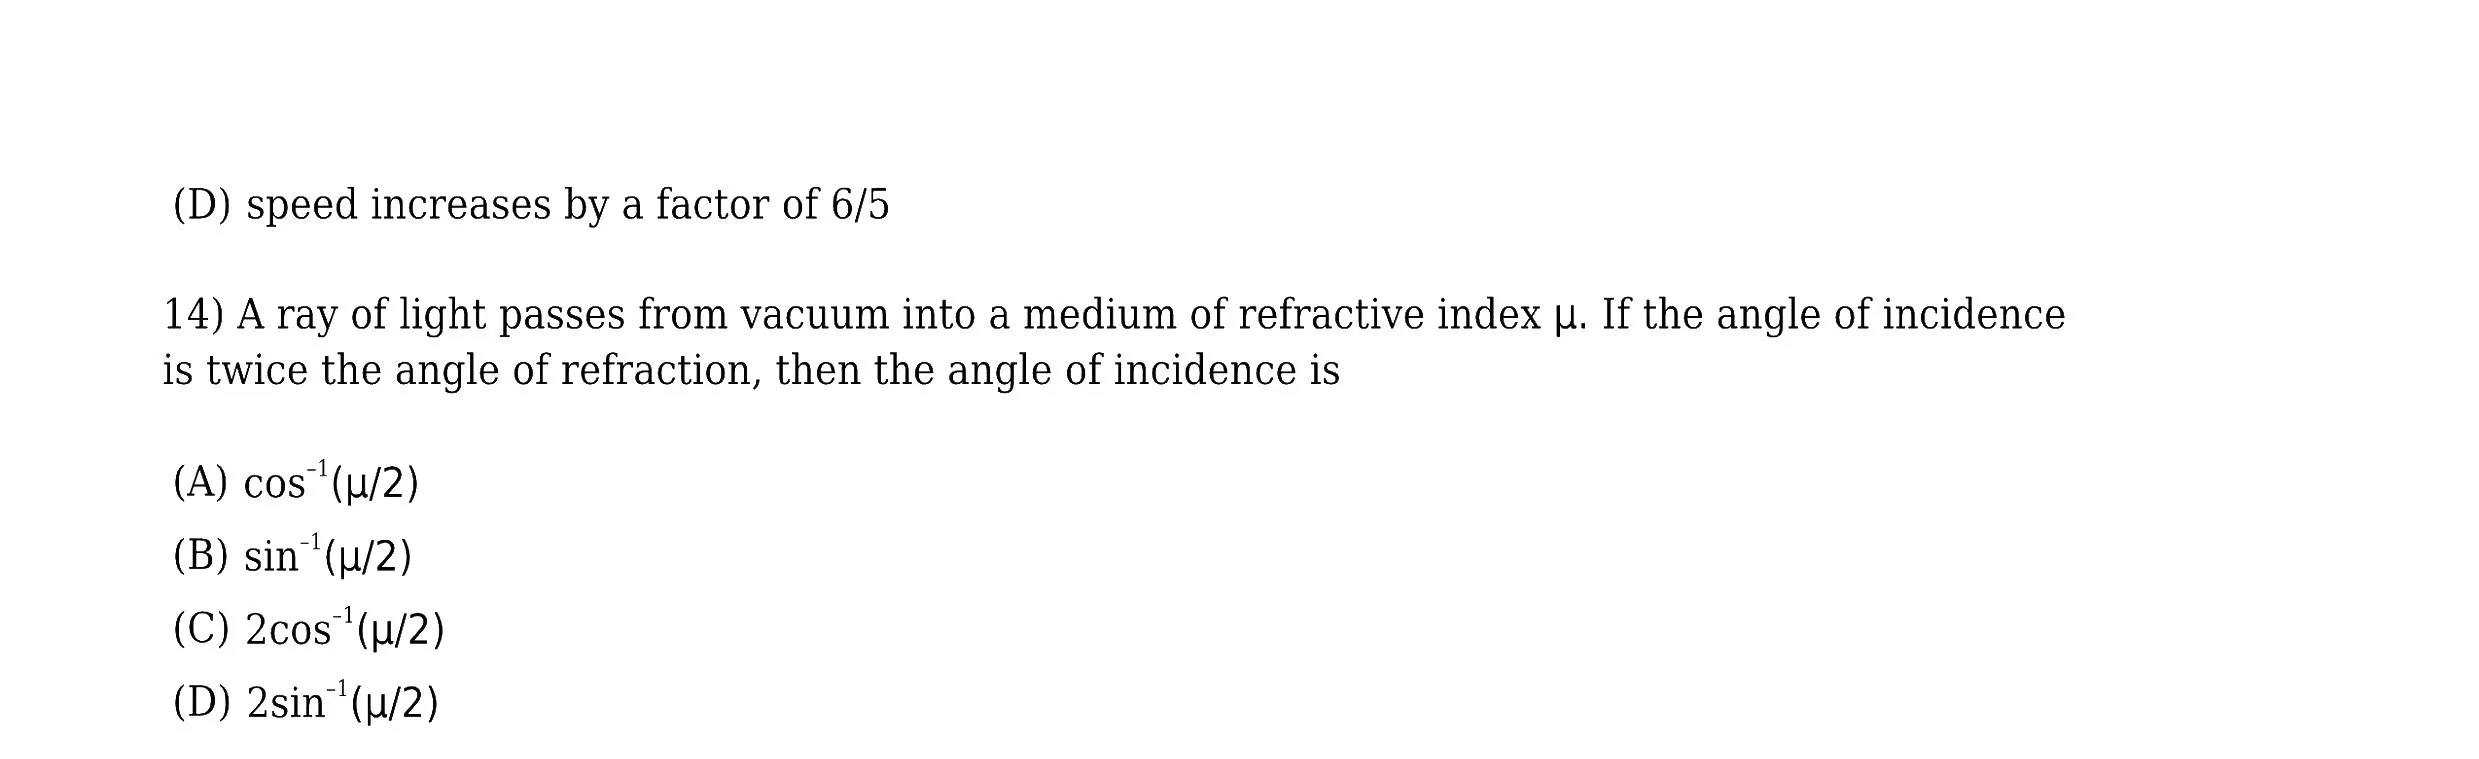 (D) speed increases by a factor of 6/5
14) A ray of light passes from vacuum into a medium of refractive index μ. If the angle of incidence
is twice the angle of refraction, then the angle of incidence is
(A) cos⁻¹(μ/2)
(B) sin⁻¹(μ/2)
(C) 2cos⁻¹(μ/2)
(D) 2sin⁻¹(μ/2)